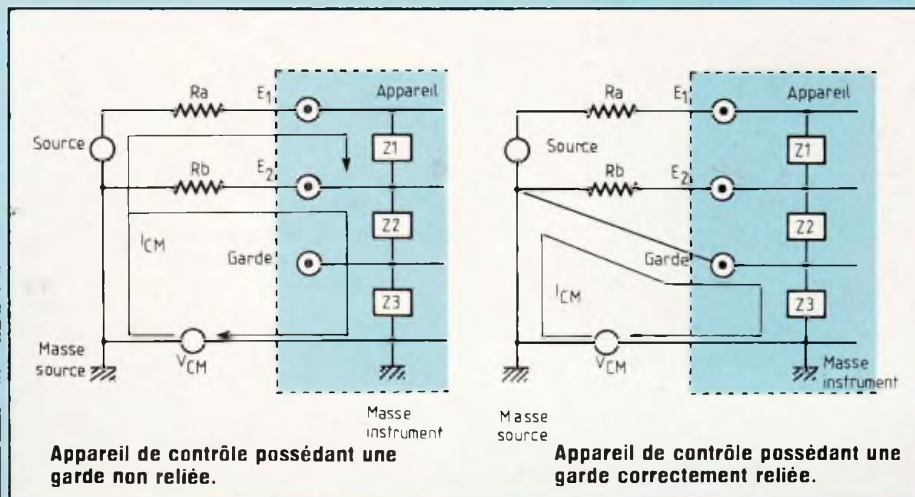 Appareil
Ra
E1
Source
Z1
Rb
E2
Z2
ICM
Garde
Z3
Masse
source
VCM
Masse
instrument
Appareil de contrôle possédant une
garde non reliée.
Appareil
Ra
E1
Source
Z1
Rb
E2
Z2
Garde
ICM
Z3
VCM
Masse
instrument
Masse
source
Appareil de contrôle possédant une
garde correctement reliée.